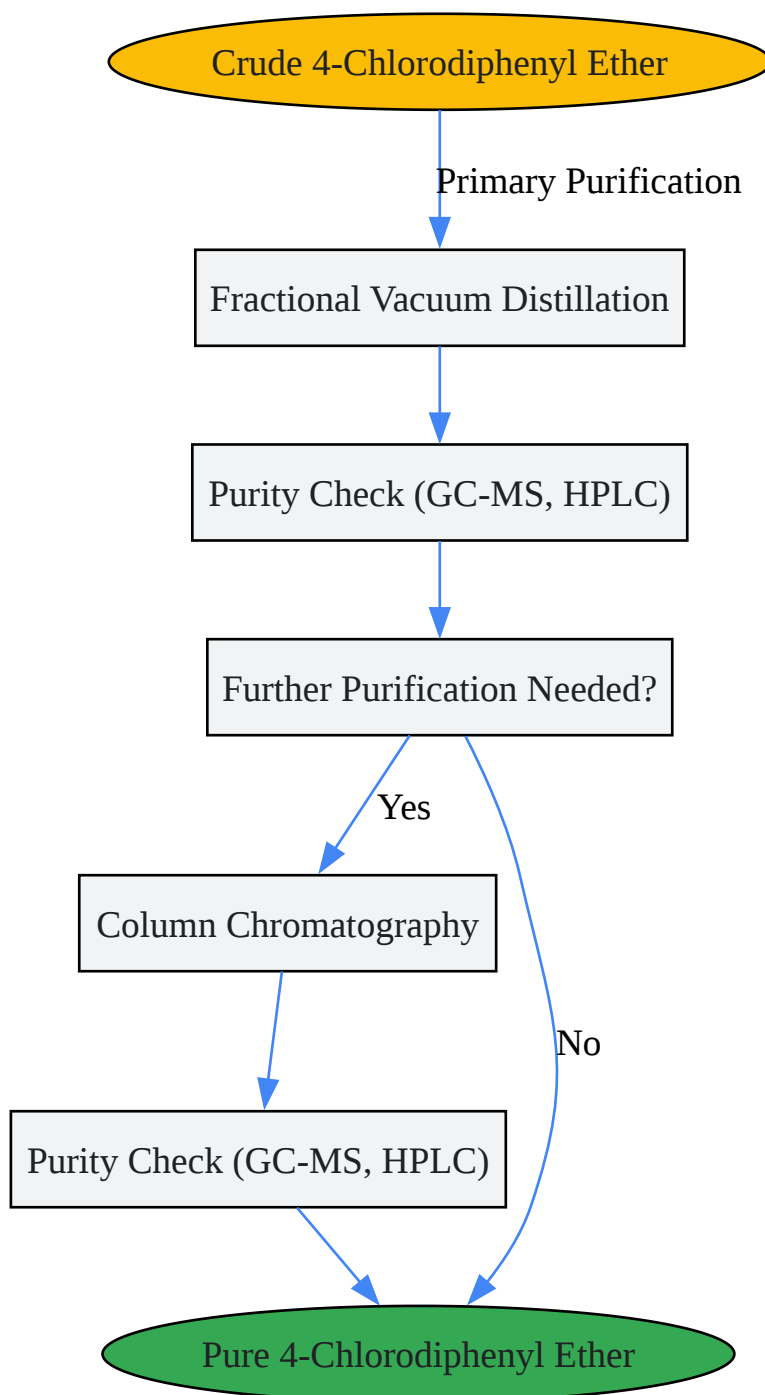 Crude 4-Chlorodiphenyl Ether
Primary Purification
Fractional Vacuum Distillation
Purity Check (GC-MS, HPLC)
Further Purification Needed?
Yes
Column Chromatography
No
Purity Check (GC-MS, HPLC)
Pure 4-Chlorodiphenyl Ether